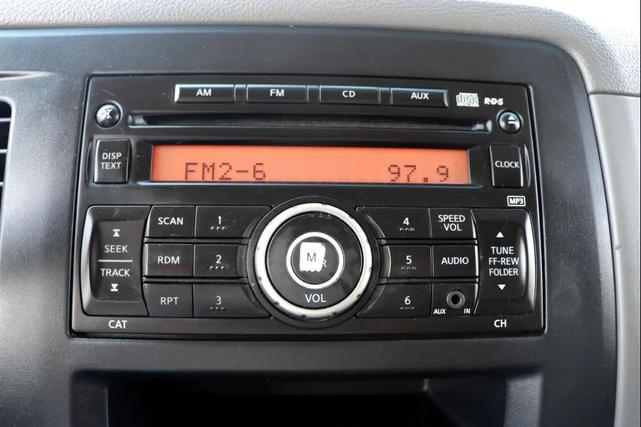 AM FM CD AUX
R·D·S
DISP TEXT
FM2-6 97.9
CLOCK
MP3
SCAN 1 4 SPEED VOL
SEEK TRACK
RDM 2 5 AUDIO
TUNE FF·REW FOLDER
RPT 3 VOL 6 AUX IN
CAT CH